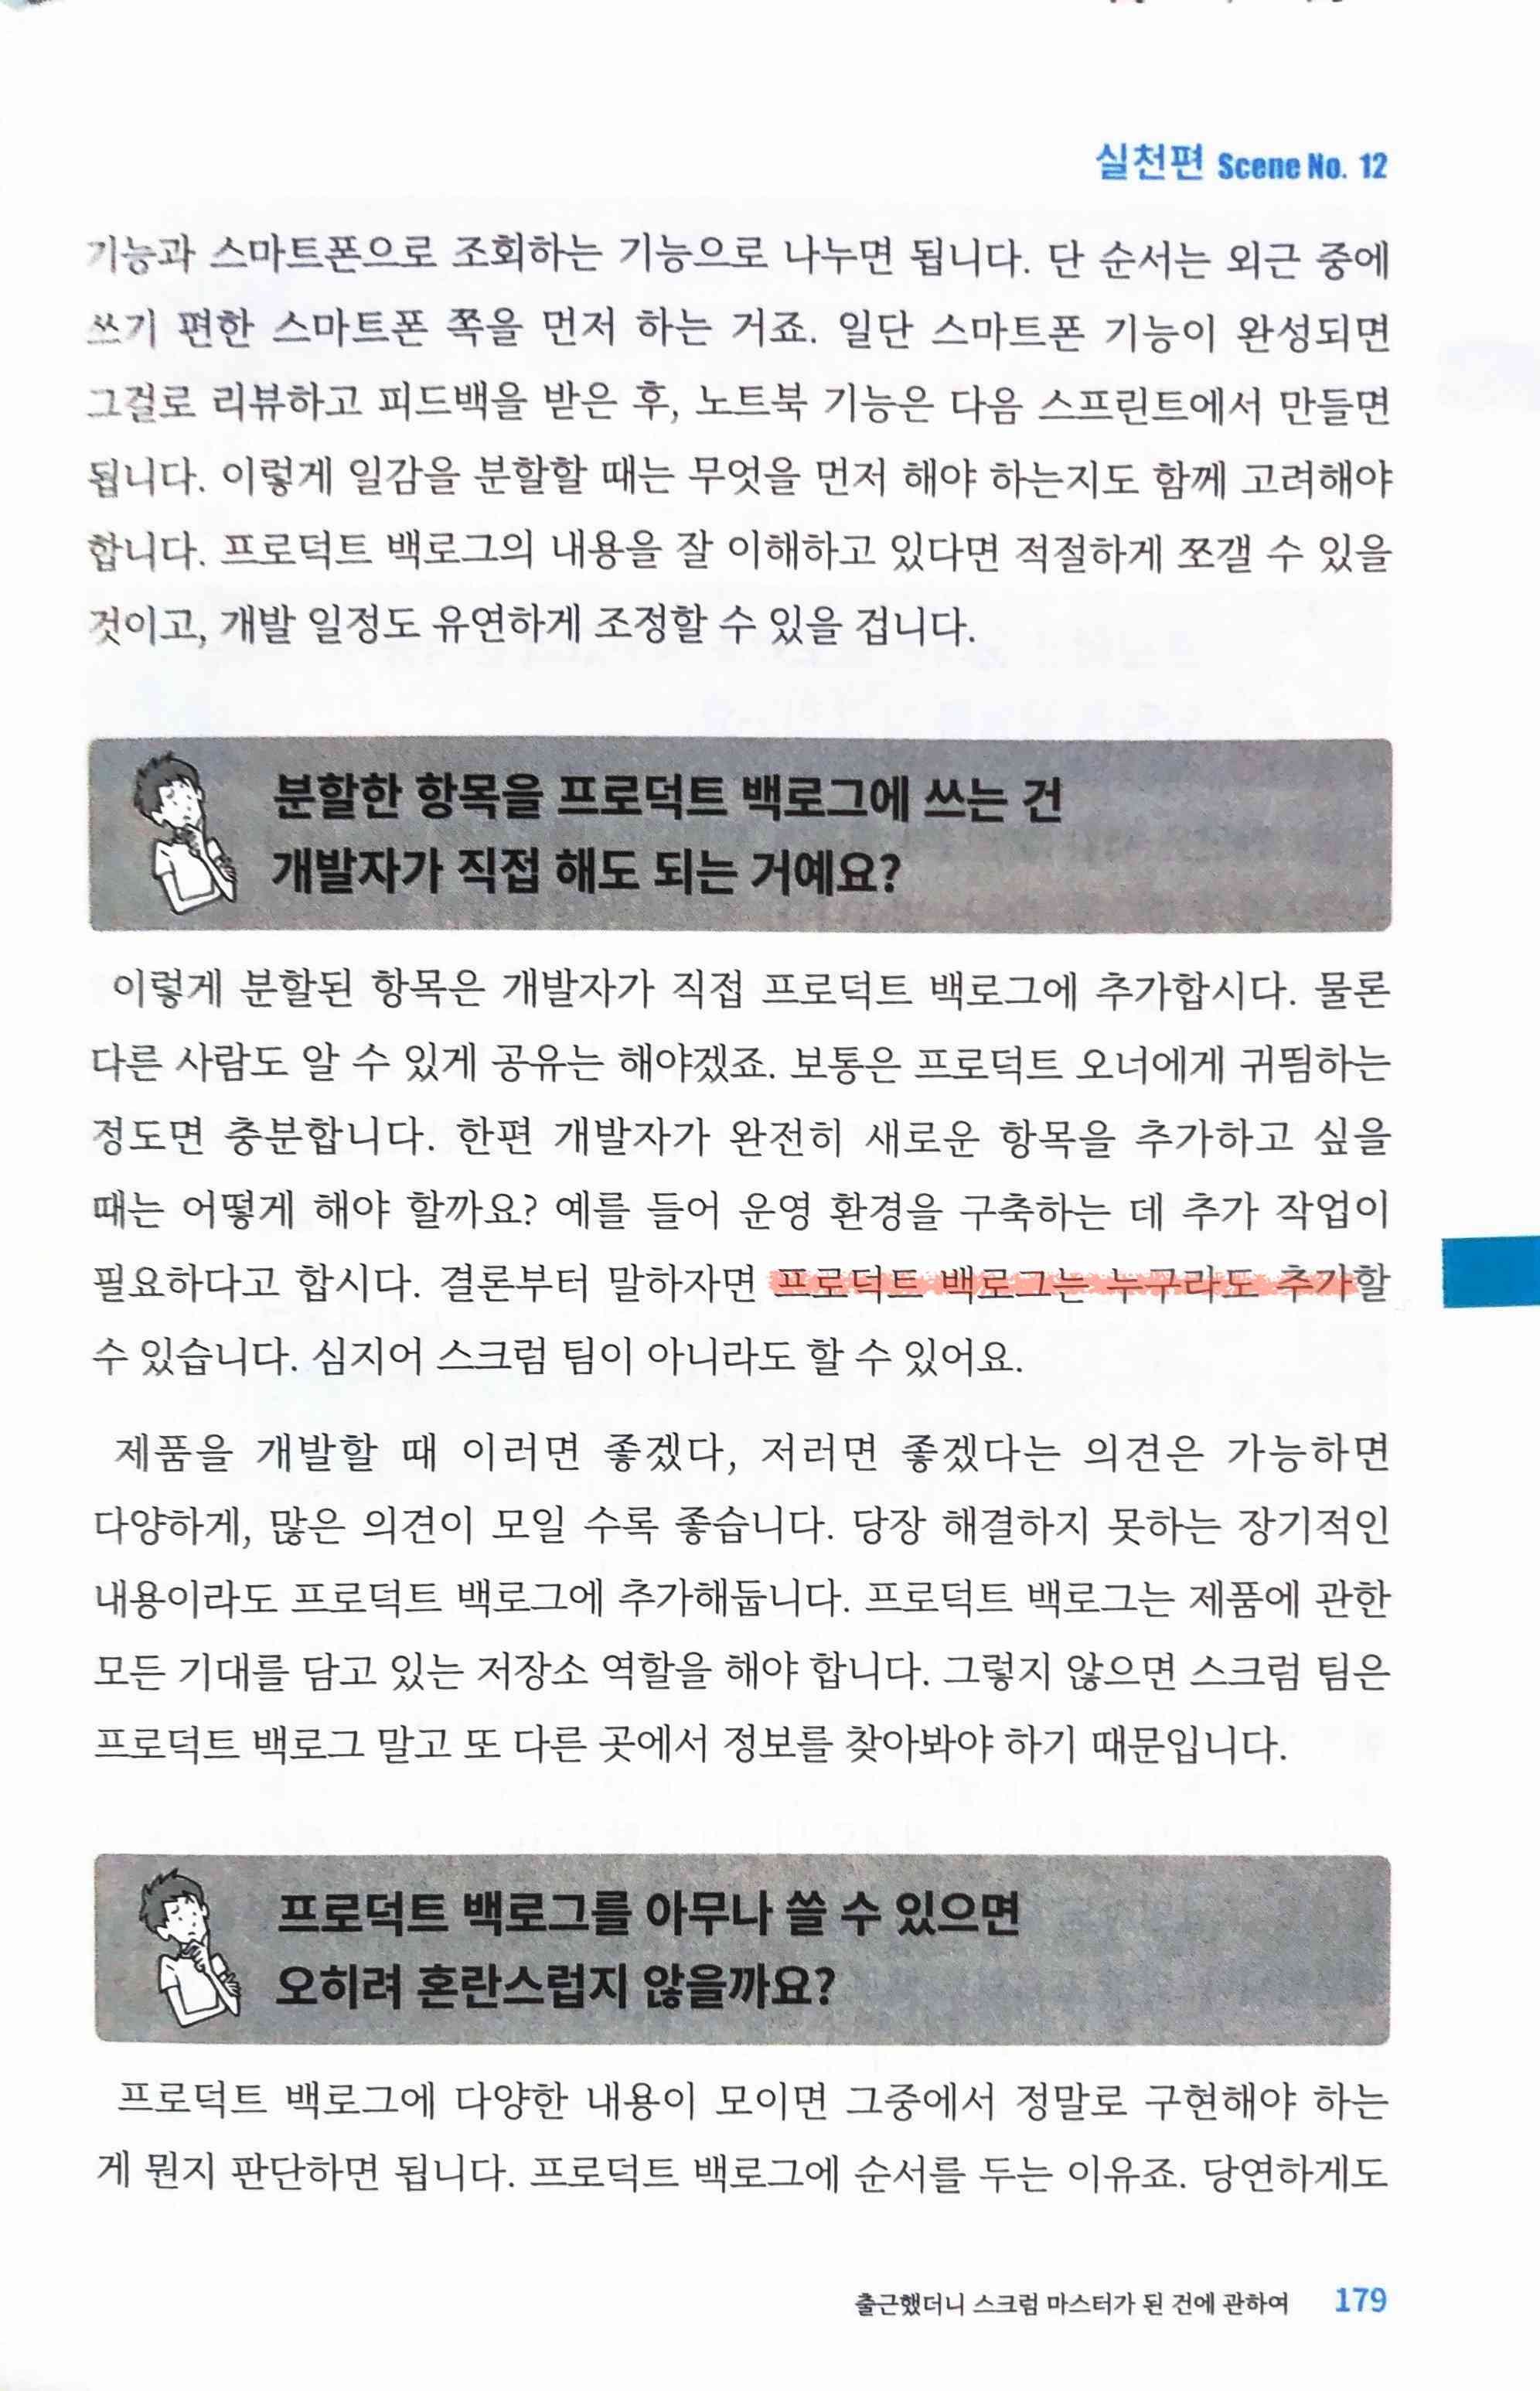 실천편 Scene No. 12
기능과 스마트폰으로 조회하는 기능으로 나누면 됩니다. 단 순서는 외근 중에
쓰기 편한 스마트폰 쪽을 먼저 하는 거죠. 일단 스마트폰 기능이 완성되면
그걸로 리뷰하고 피드백을 받은 후, 노트북 기능은 다음 스프린트에서 만들면
됩니다. 이렇게 일감을 분할할 때는 무엇을 먼저 해야 하는지도 함께 고려해야
합니다. 프로덕트 백로그의 내용을 잘 이해하고 있다면 적절하게 쪼갤 수 있을
것이고, 개발 일정도 유연하게 조정할 수 있을 겁니다.
분할한 항목을 프로덕트 백로그에 쓰는 건
개발자가 직접 해도 되는 거예요?
이렇게 분할된 항목은 개발자가 직접 프로덕트 백로그에 추가합시다. 물론
다른 사람도 알 수 있게 공유는 해야겠죠. 보통은 프로덕트 오너에게 귀띔하는
정도면 충분합니다. 한편 개발자가 완전히 새로운 항목을 추가하고 싶을
때는 어떻게 해야 할까요? 예를 들어 운영 환경을 구축하는 데 추가 작업이
필요하다고 합시다. 결론부터 말하자면 프로덕트 백로그는 누구라도 추가할
수 있습니다. 심지어 스크럼 팀이 아니라도 할 수 있어요.
제품을 개발할 때 이러면 좋겠다, 저러면 좋겠다는 의견은 가능하면
다양하게, 많은 의견이 모일 수록 좋습니다. 당장 해결하지 못하는 장기적인
내용이라도 프로덕트 백로그에 추가해둡니다. 프로덕트 백로그는 제품에 관한
모든 기대를 담고 있는 저장소 역할을 해야 합니다. 그렇지 않으면 스크럼 팀은
프로덕트 백로그 말고 또 다른 곳에서 정보를 찾아봐야 하기 때문입니다.
프로덕트 백로그를 아무나 쓸 수 있으면
오히려 혼란스럽지 않을까요?
프로덕트 백로그에 다양한 내용이 모이면 그중에서 정말로 구현해야 하는
게 뭔지 판단하면 됩니다. 프로덕트 백로그에 순서를 두는 이유죠. 당연하게도
출근했더니 스크럼 마스터가 된 건에 관하여 179